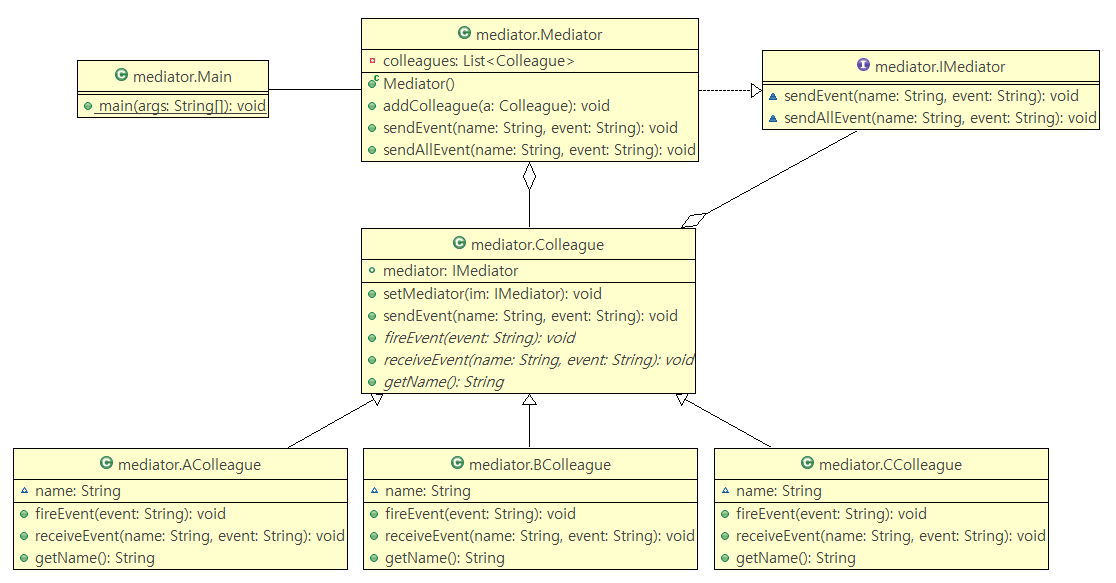 C mediator.Main
main(args: String[]): void
C mediator.Mediator
colleagues: List<Colleague>
C Mediator()
addColleague(a: Colleague): void
sendEvent(name: String, event: String): void
sendAllEvent(name: String, event: String): void
I mediator.IMediator
sendEvent(name: String, event: String): void
sendAllEvent(name: String, event: String): void
C mediator.Colleague
mediator: IMediator
setMediator(im: IMediator): void
sendEvent(name: String, event: String): void
fireEvent(event: String): void
receiveEvent(name: String, event: String): void
getName(): String
C mediator.AColleague
name: String
fireEvent(event: String): void
receiveEvent(name: String, event: String): void
getName(): String
C mediator.BColleague
name: String
fireEvent(event: String): void
receiveEvent(name: String, event: String): void
getName(): String
C mediator.CColleague
name: String
fireEvent(event: String): void
receiveEvent(name: String, event: String): void
getName(): String